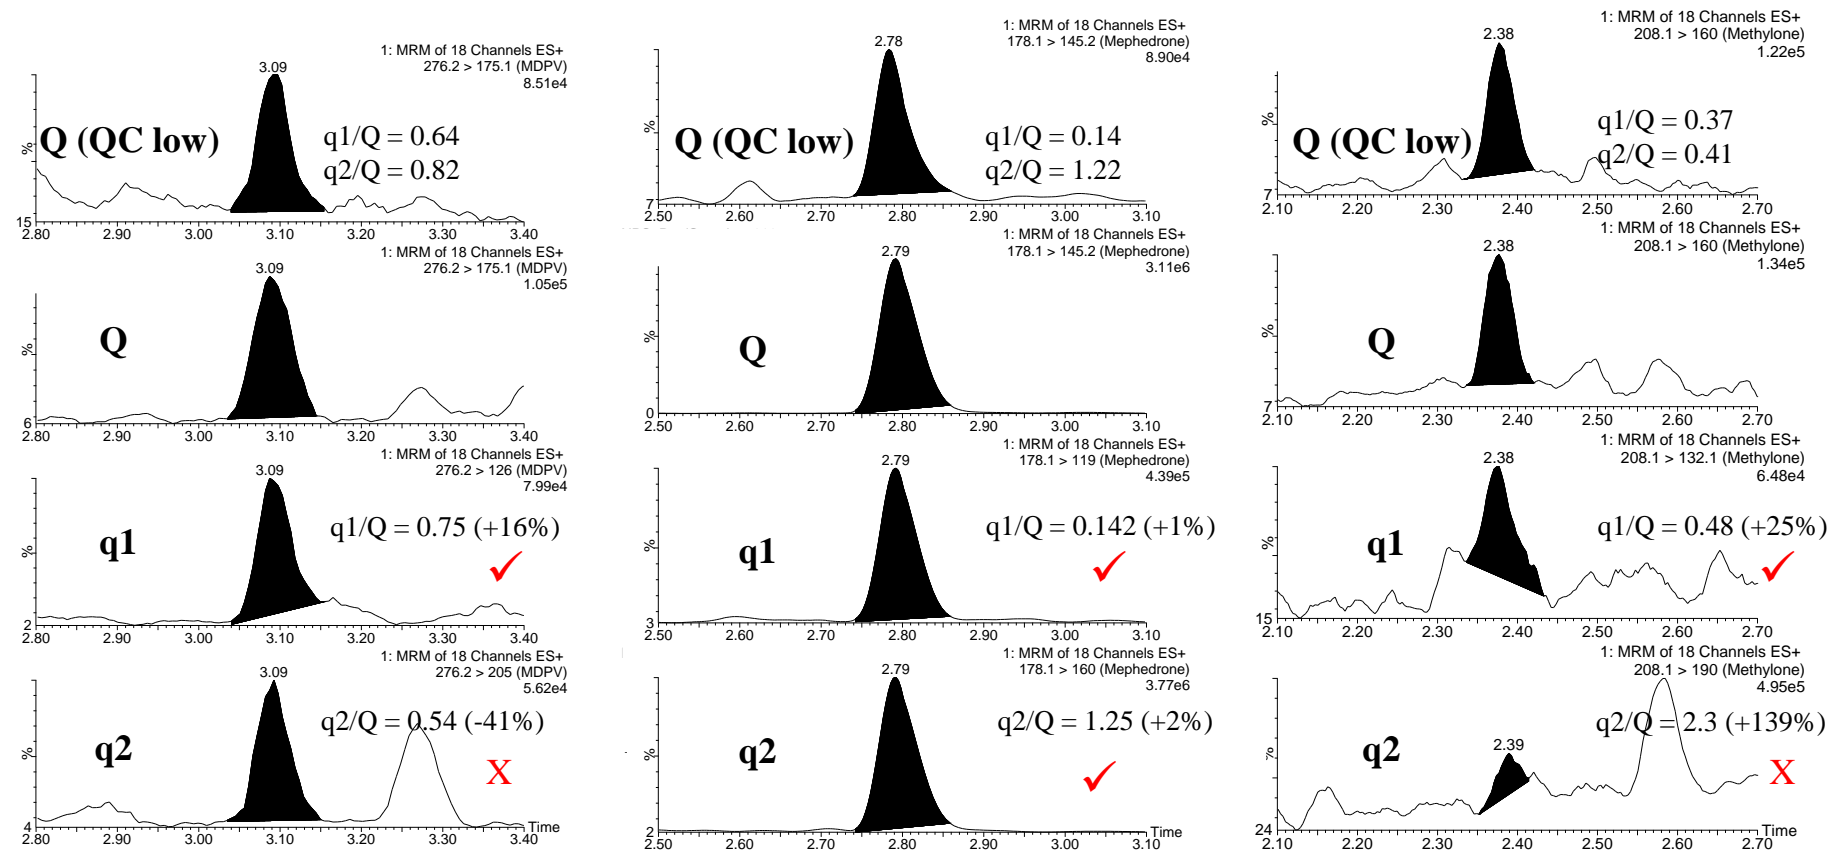 1: MRM of 18 Channels ES+
276.2 > 175.1 (MDPV)
8.51e4
3.09
Q (QC low)
q1/Q = 0.64
q2/Q = 0.82
%
15
2.80 2.90 3.00 3.10 3.20 3.30 3.40
1: MRM of 18 Channels ES+
276.2 > 175.1 (MDPV)
1.05e5
3.09
Q
%
6
2.80 2.90 3.00 3.10 3.20 3.30 3.40
1: MRM of 18 Channels ES+
276.2 > 126 (MDPV)
7.99e4
3.09
q1/Q = 0.75 (+16%)
q1
✓
%
2
2.80 2.90 3.00 3.10 3.20 3.30 3.40
1: MRM of 18 Channels ES+
276.2 > 205 (MDPV)
5.62e4
3.09
q2/Q = 0.54 (-41%)
q2
X
%
4
Time
2.80 2.90 3.00 3.10 3.20 3.30 3.40
1: MRM of 18 Channels ES+
178.1 > 145.2 (Mephedrone)
8.90e4
2.78
Q (QC low)
q1/Q = 0.14
q2/Q = 1.22
%
7
2.50 2.60 2.70 2.80 2.90 3.00 3.10
1: MRM of 18 Channels ES+
178.1 > 145.2 (Mephedrone)
3.11e6
2.79
Q
%
0
2.50 2.60 2.70 2.80 2.90 3.00 3.10
1: MRM of 18 Channels ES+
178.1 > 119 (Mephedrone)
4.39e5
2.79
q1/Q = 0.142 (+1%)
q1
✓
%
3
2.50 2.60 2.70 2.80 2.90 3.00 3.10
1: MRM of 18 Channels ES+
178.1 > 160 (Mephedrone)
3.77e6
2.79
q2/Q = 1.25 (+2%)
q2
✓
%
2
Time
2.50 2.60 2.70 2.80 2.90 3.00 3.10
1: MRM of 18 Channels ES+
208.1 > 160 (Methylone)
1.22e5
2.38
Q (QC low)
q1/Q = 0.37
q2/Q = 0.41
%
7
2.10 2.20 2.30 2.40 2.50 2.60 2.70
1: MRM of 18 Channels ES+
208.1 > 160 (Methylone)
1.34e5
2.38
Q
%
7
2.10 2.20 2.30 2.40 2.50 2.60 2.70
1: MRM of 18 Channels ES+
208.1 > 132.1 (Methylone)
6.48e4
2.38
q1/Q = 0.48 (+25%)
q1
✓
%
15
2.10 2.20 2.30 2.40 2.50 2.60 2.70
1: MRM of 18 Channels ES+
208.1 > 190 (Methylone)
4.95e5
2.39
q2/Q = 2.3 (+139%)
q2
X
%
24
Time
2.10 2.20 2.30 2.40 2.50 2.60 2.70